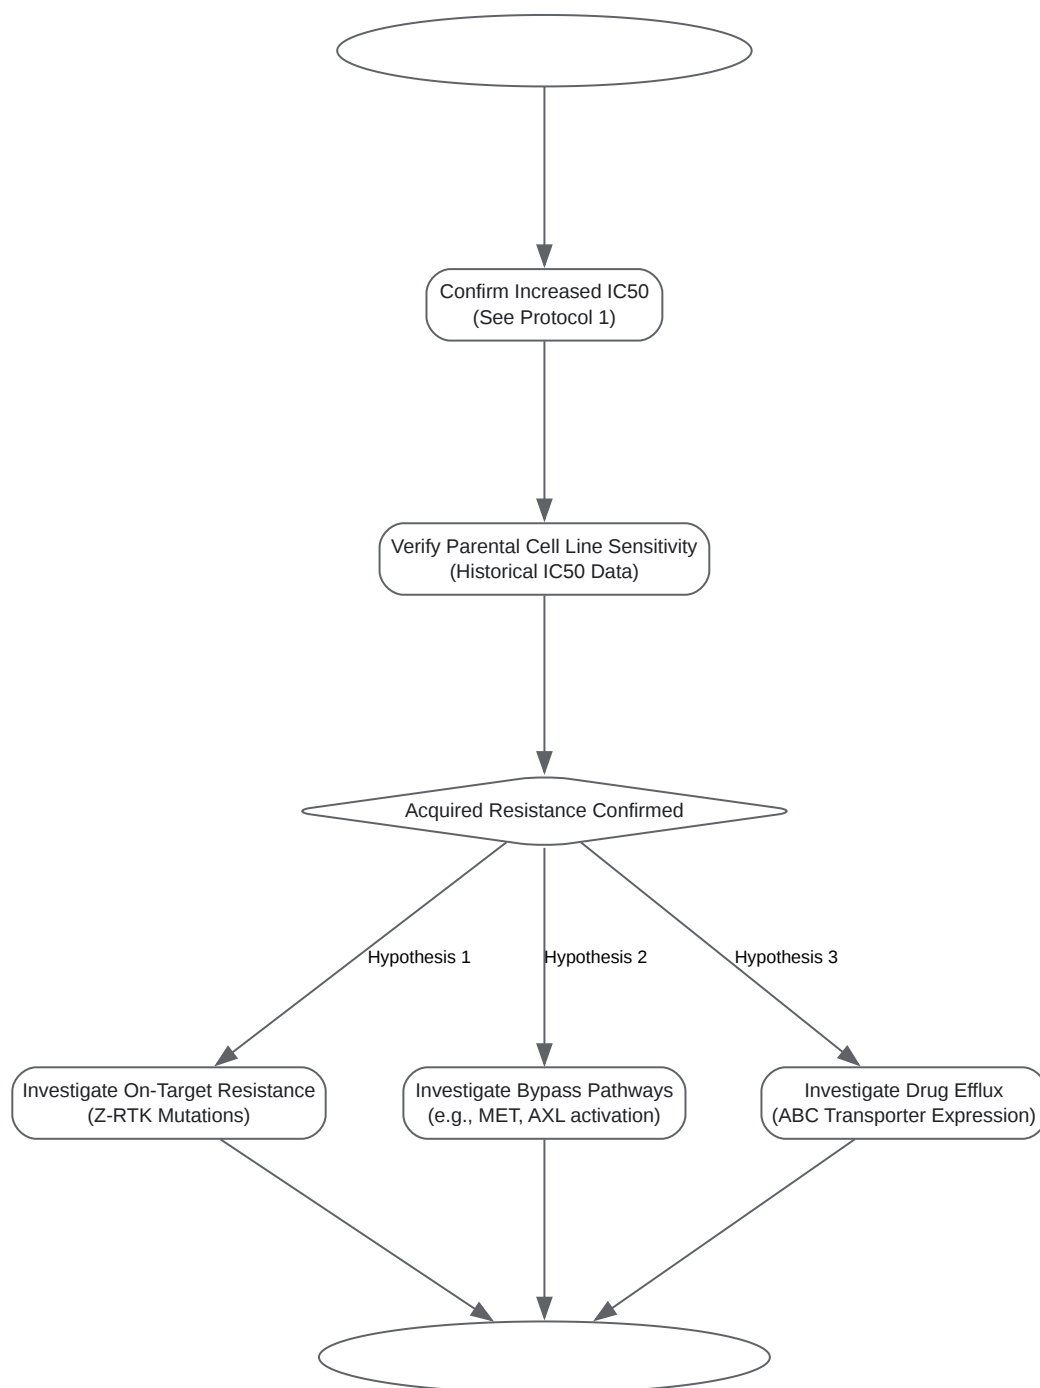 Confirm Increased IC50
(See Protocol 1)
Verify Parental Cell Line Sensitivity
(Historical IC50 Data)
Acquired Resistance Confirmed
Hypothesis 1
Hypothesis 2
Hypothesis 3
Investigate On-Target Resistance
(Z-RTK Mutations)
Investigate Bypass Pathways
(e.g., MET, AXL activation)
Investigate Drug Efflux
(ABC Transporter Expression)